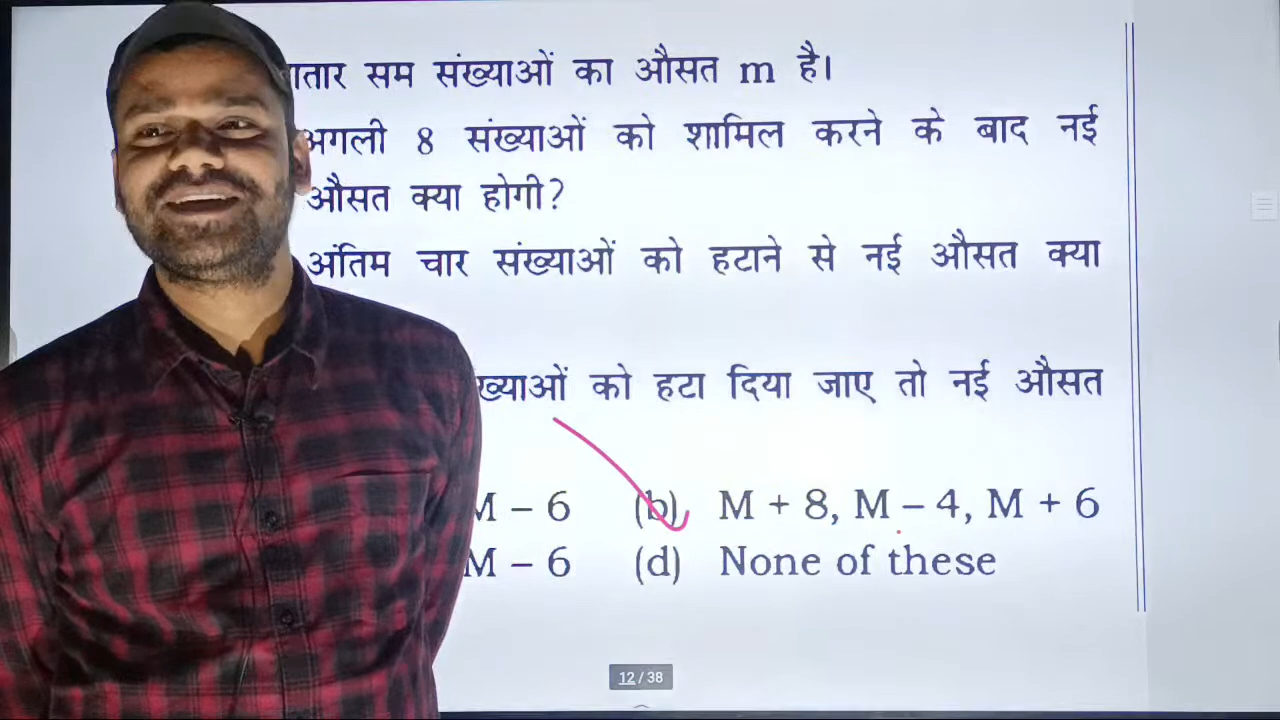 सम संख्याओं का औसत m है।
अगली 8 संख्याओं को शामिल करने के बाद नई
औसत क्या होगी?
अंतिम चार संख्याओं को हटाने से नई औसत क्या
को हटा दिया जाए तो नई औसत
M – 6 (b) M + 8, M – 4, M + 6
M – 6 (d) None of these
12 / 38